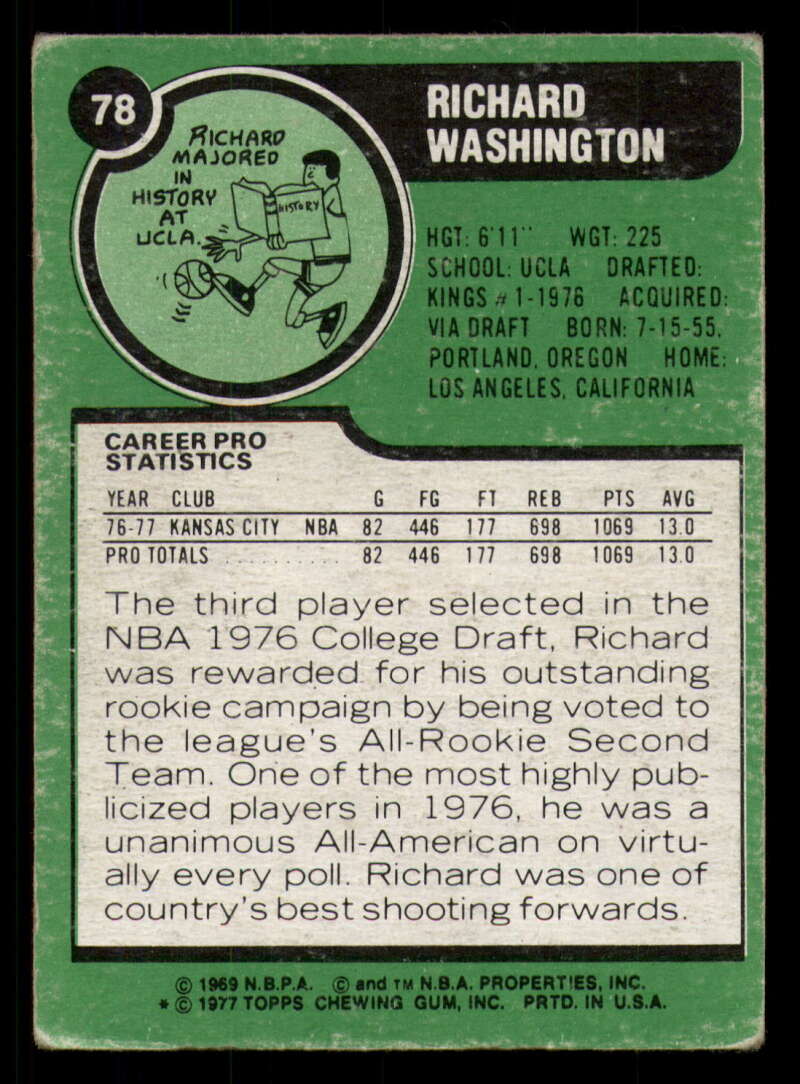 78
RICHARD
WASHINGTON
RICHARD
MAJORED
IN
HISTORY
AT
UCLA.
HISTORY
HGT: 6'11" WGT: 225
SCHOOL: UCLA DRAFTED:
KINGS #1-1976 ACQUIRED:
VIA DRAFT BORN: 7-15-55,
PORTLAND, OREGON HOME:
LOS ANGELES, CALIFORNIA
CAREER PRO
STATISTICS
YEAR CLUB G FG FT REB PTS AVG
76-77 KANSAS CITY NBA 82 446 177 698 1069 13.0
PRO TOTALS .......... 82 446 177 698 1069 13.0
The third player selected in the
NBA 1976 College Draft, Richard
was rewarded for his outstanding
rookie campaign by being voted to
the league's All-Rookie Second
Team. One of the most highly pub-
licized players in 1976, he was a
unanimous All-American on virtu-
ally every poll. Richard was one of
country's best shooting forwards.
© 1969 N.B.P.A. © and TM N.B.A. PROPERTIES, INC.
* © 1977 TOPPS CHEWING GUM, INC. PRTD. IN U.S.A.